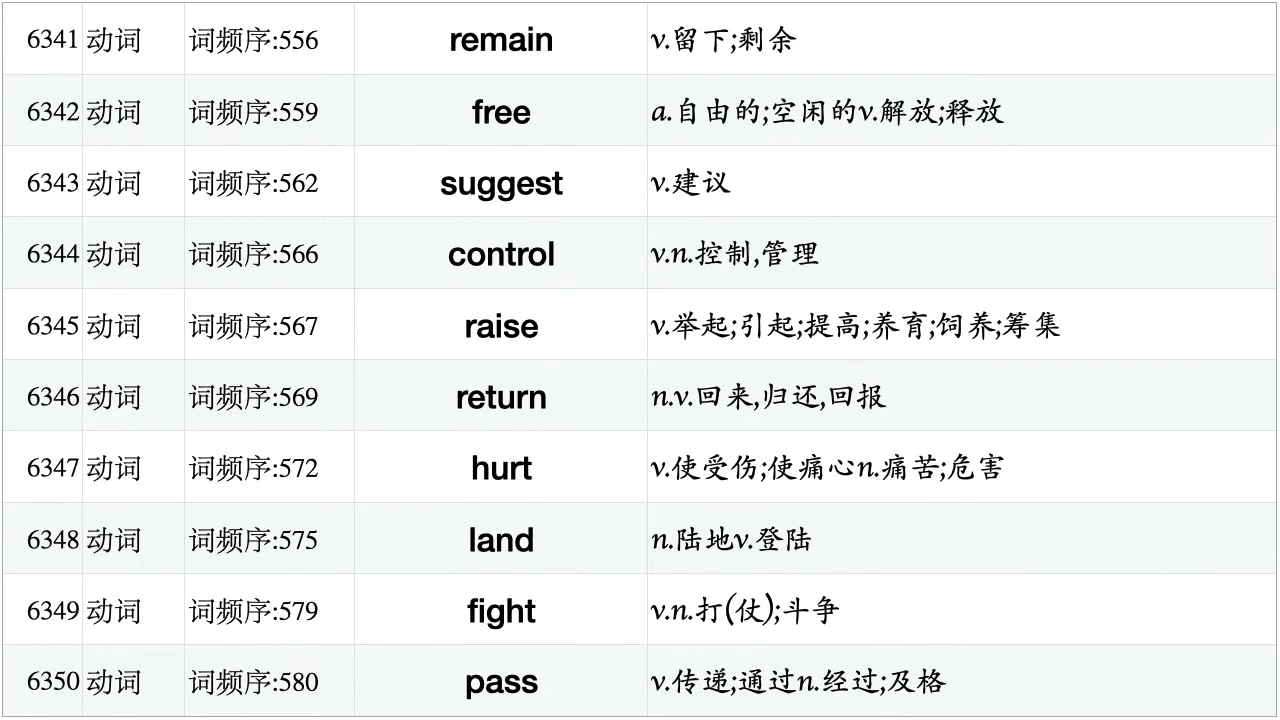 6341 动词 词频序:556 remain v.留下;剩余
6342 动词 词频序:559 free a.自由的;空闲的v.解放;释放
6343 动词 词频序:562 suggest v.建议
6344 动词 词频序:566 control v.n.控制,管理
6345 动词 词频序:567 raise v.举起;引起;提高;养育;饲养;筹集
6346 动词 词频序:569 return n.v.回来,归还,回报
6347 动词 词频序:572 hurt v.使受伤;使痛心n.痛苦;危害
6348 动词 词频序:575 land n.陆地v.登陆
6349 动词 词频序:579 fight v.n.打(仗);斗争
6350 动词 词频序:580 pass v.传递;通过n.经过;及格